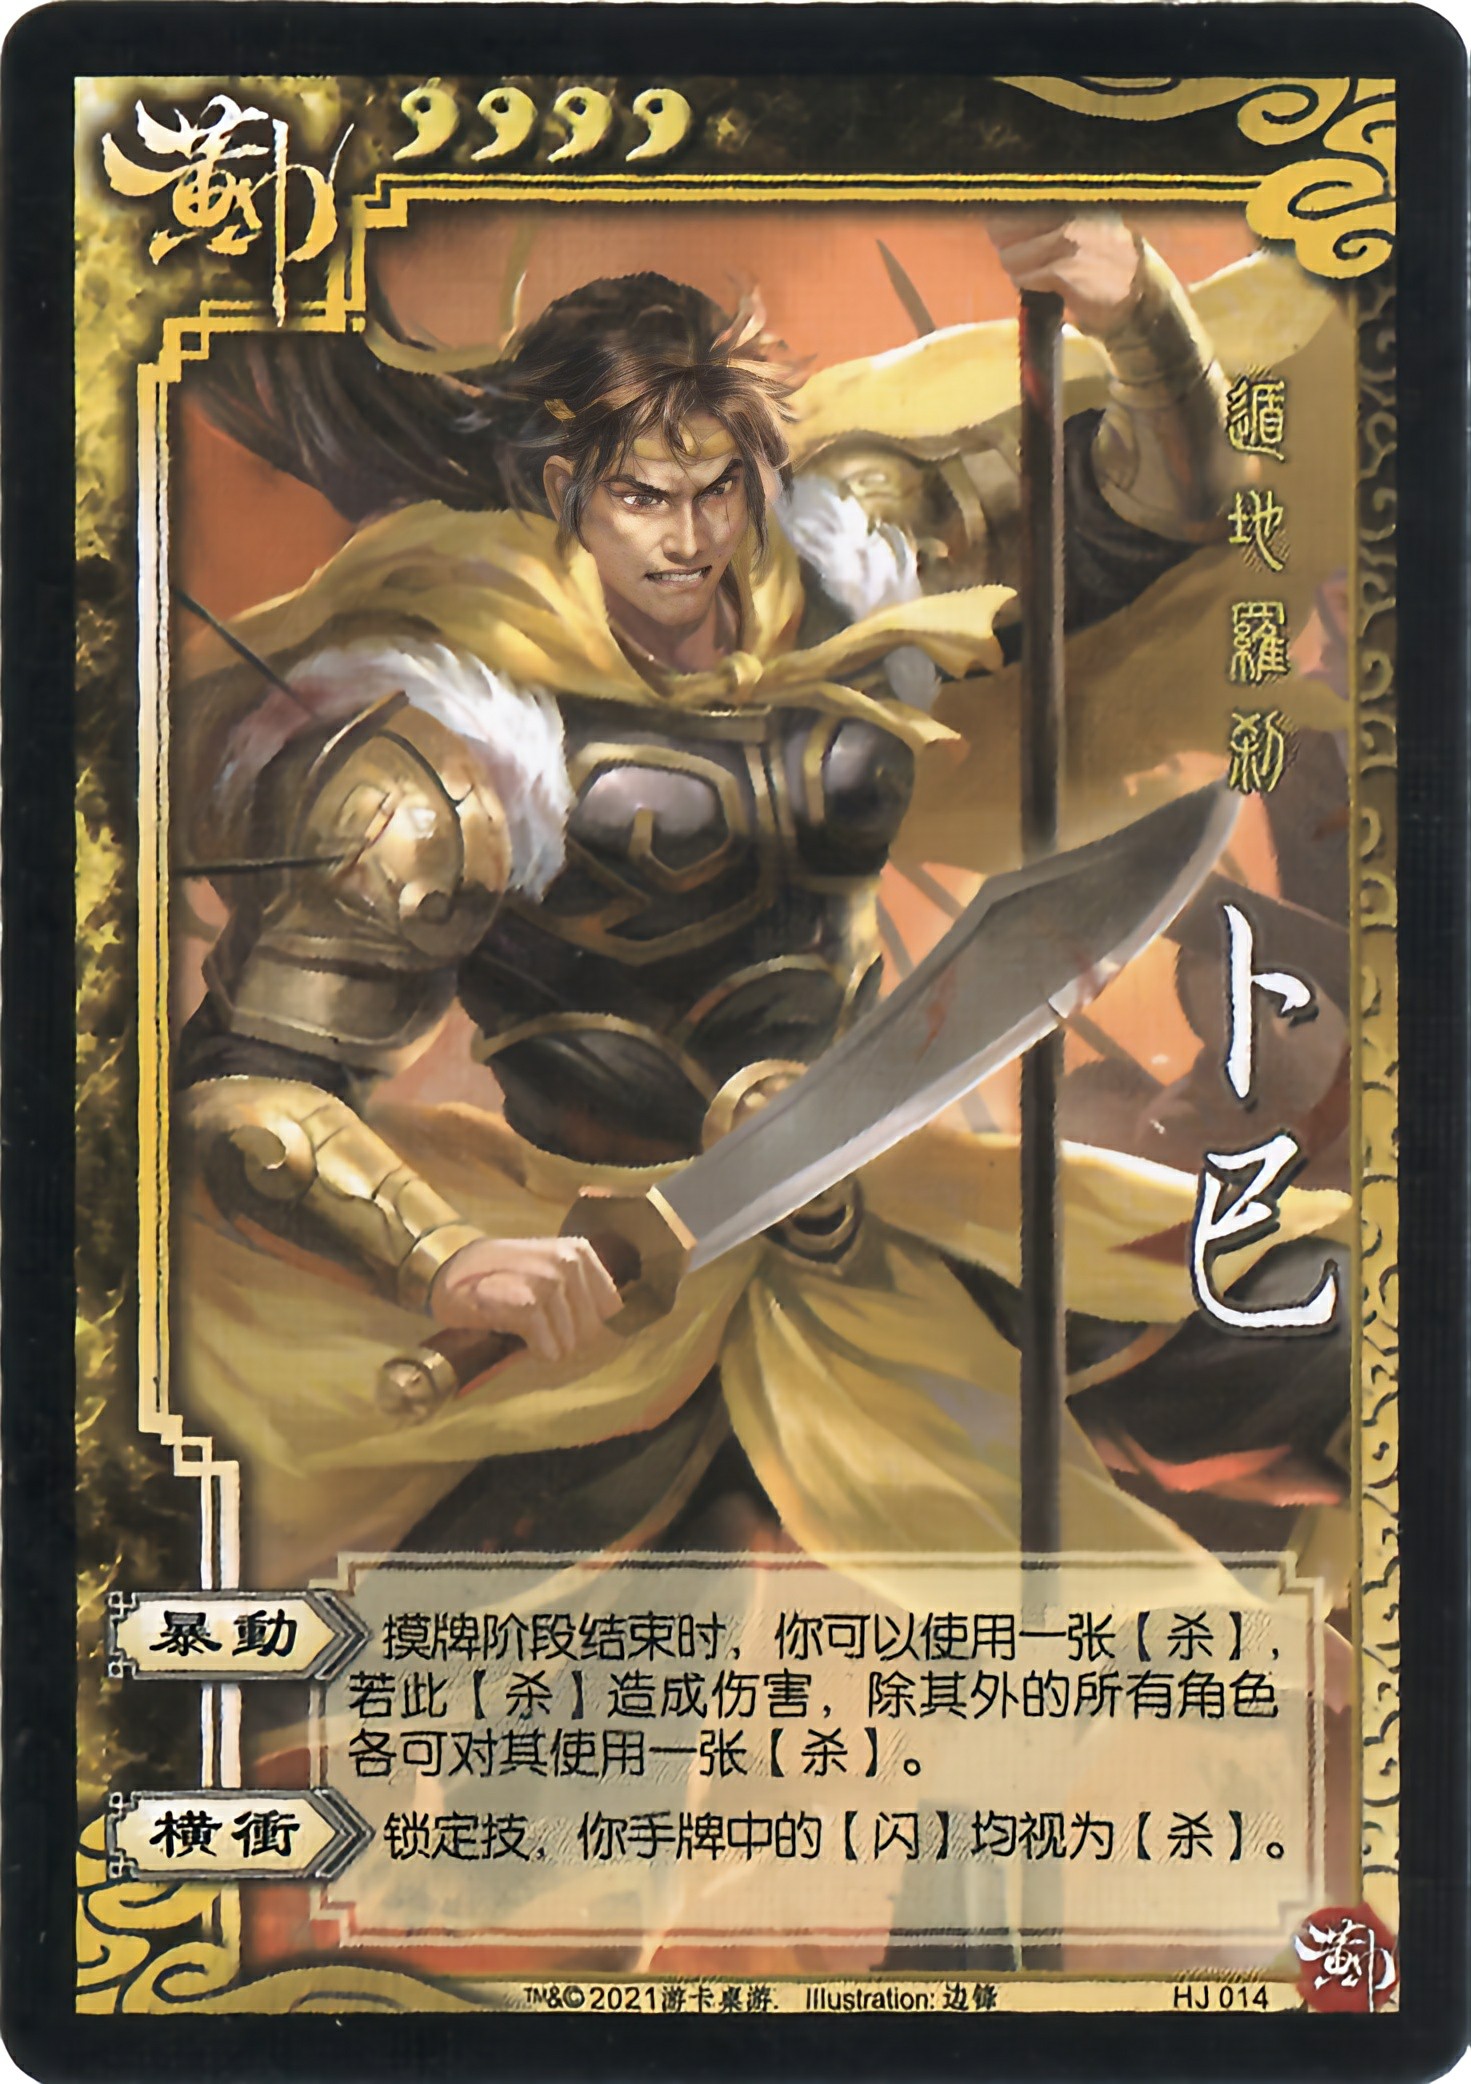 黄巾
遁地羅刹
卜巳
暴動
摸牌阶段结束时，你可以使用一张【杀】，
若此【杀】造成伤害，除其外的所有角色
各可对其使用一张【杀】。
横衝
锁定技，你手牌中的【闪】均视为【杀】。
黄巾
™&©2021游卡桌游. Illustration: 边锋
HJ 014